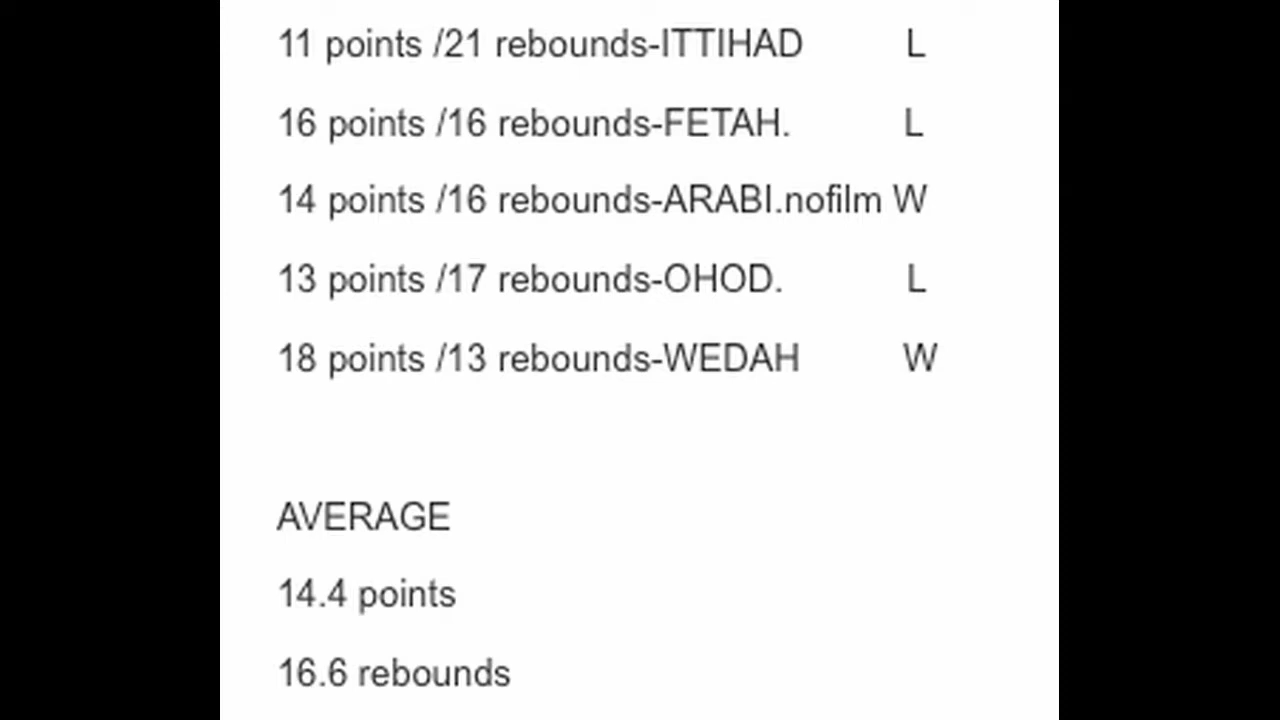 11 points /21 rebounds-ITTIHAD L
16 points /16 rebounds-FETAH. L
14 points /16 rebounds-ARABI.nofilm W
13 points /17 rebounds-OHOD. L
18 points /13 rebounds-WEDAH W
AVERAGE
14.4 points
16.6 rebounds